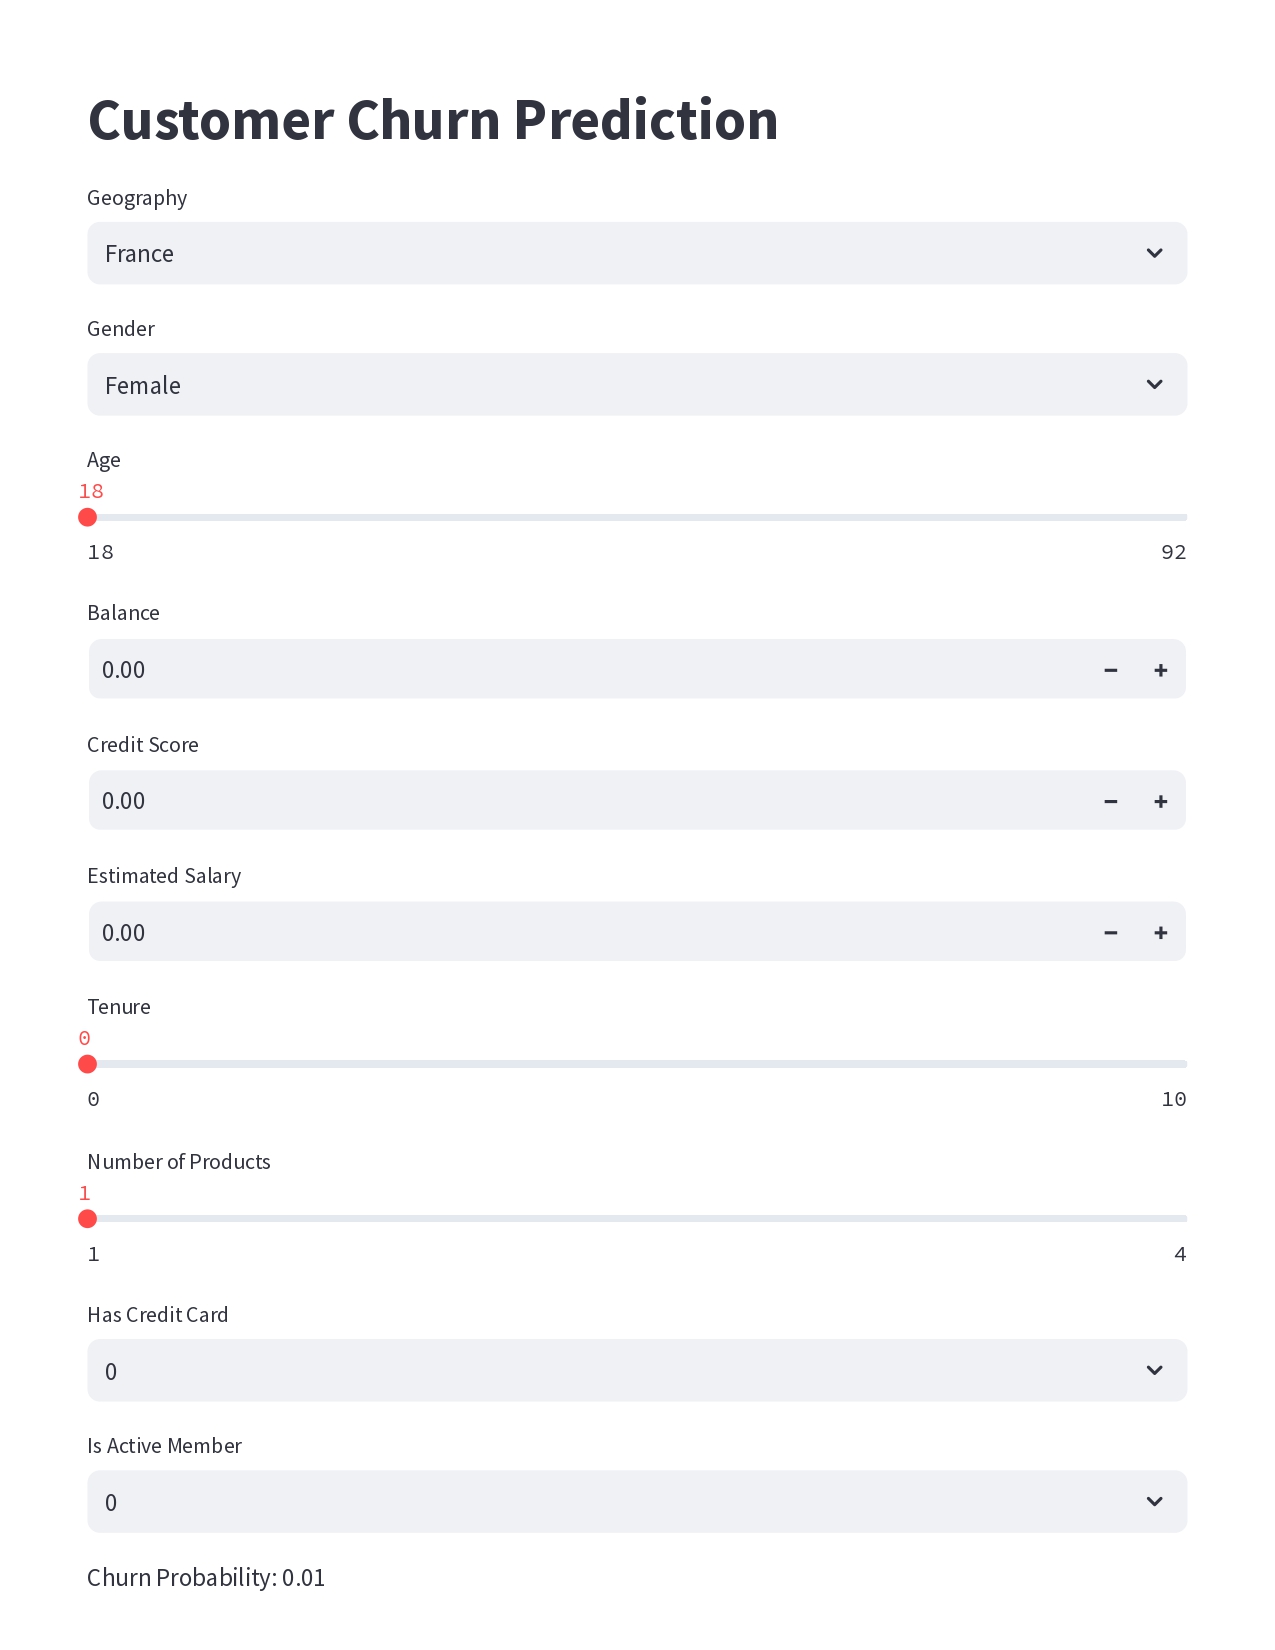 Customer Churn Prediction
Geography
France
Gender
Female
Age
18
18 92
Balance
0.00 − +
Credit Score
0.00 − +
Estimated Salary
0.00 − +
Tenure
0
0 10
Number of Products
1
1 4
Has Credit Card
0
Is Active Member
0
Churn Probability: 0.01